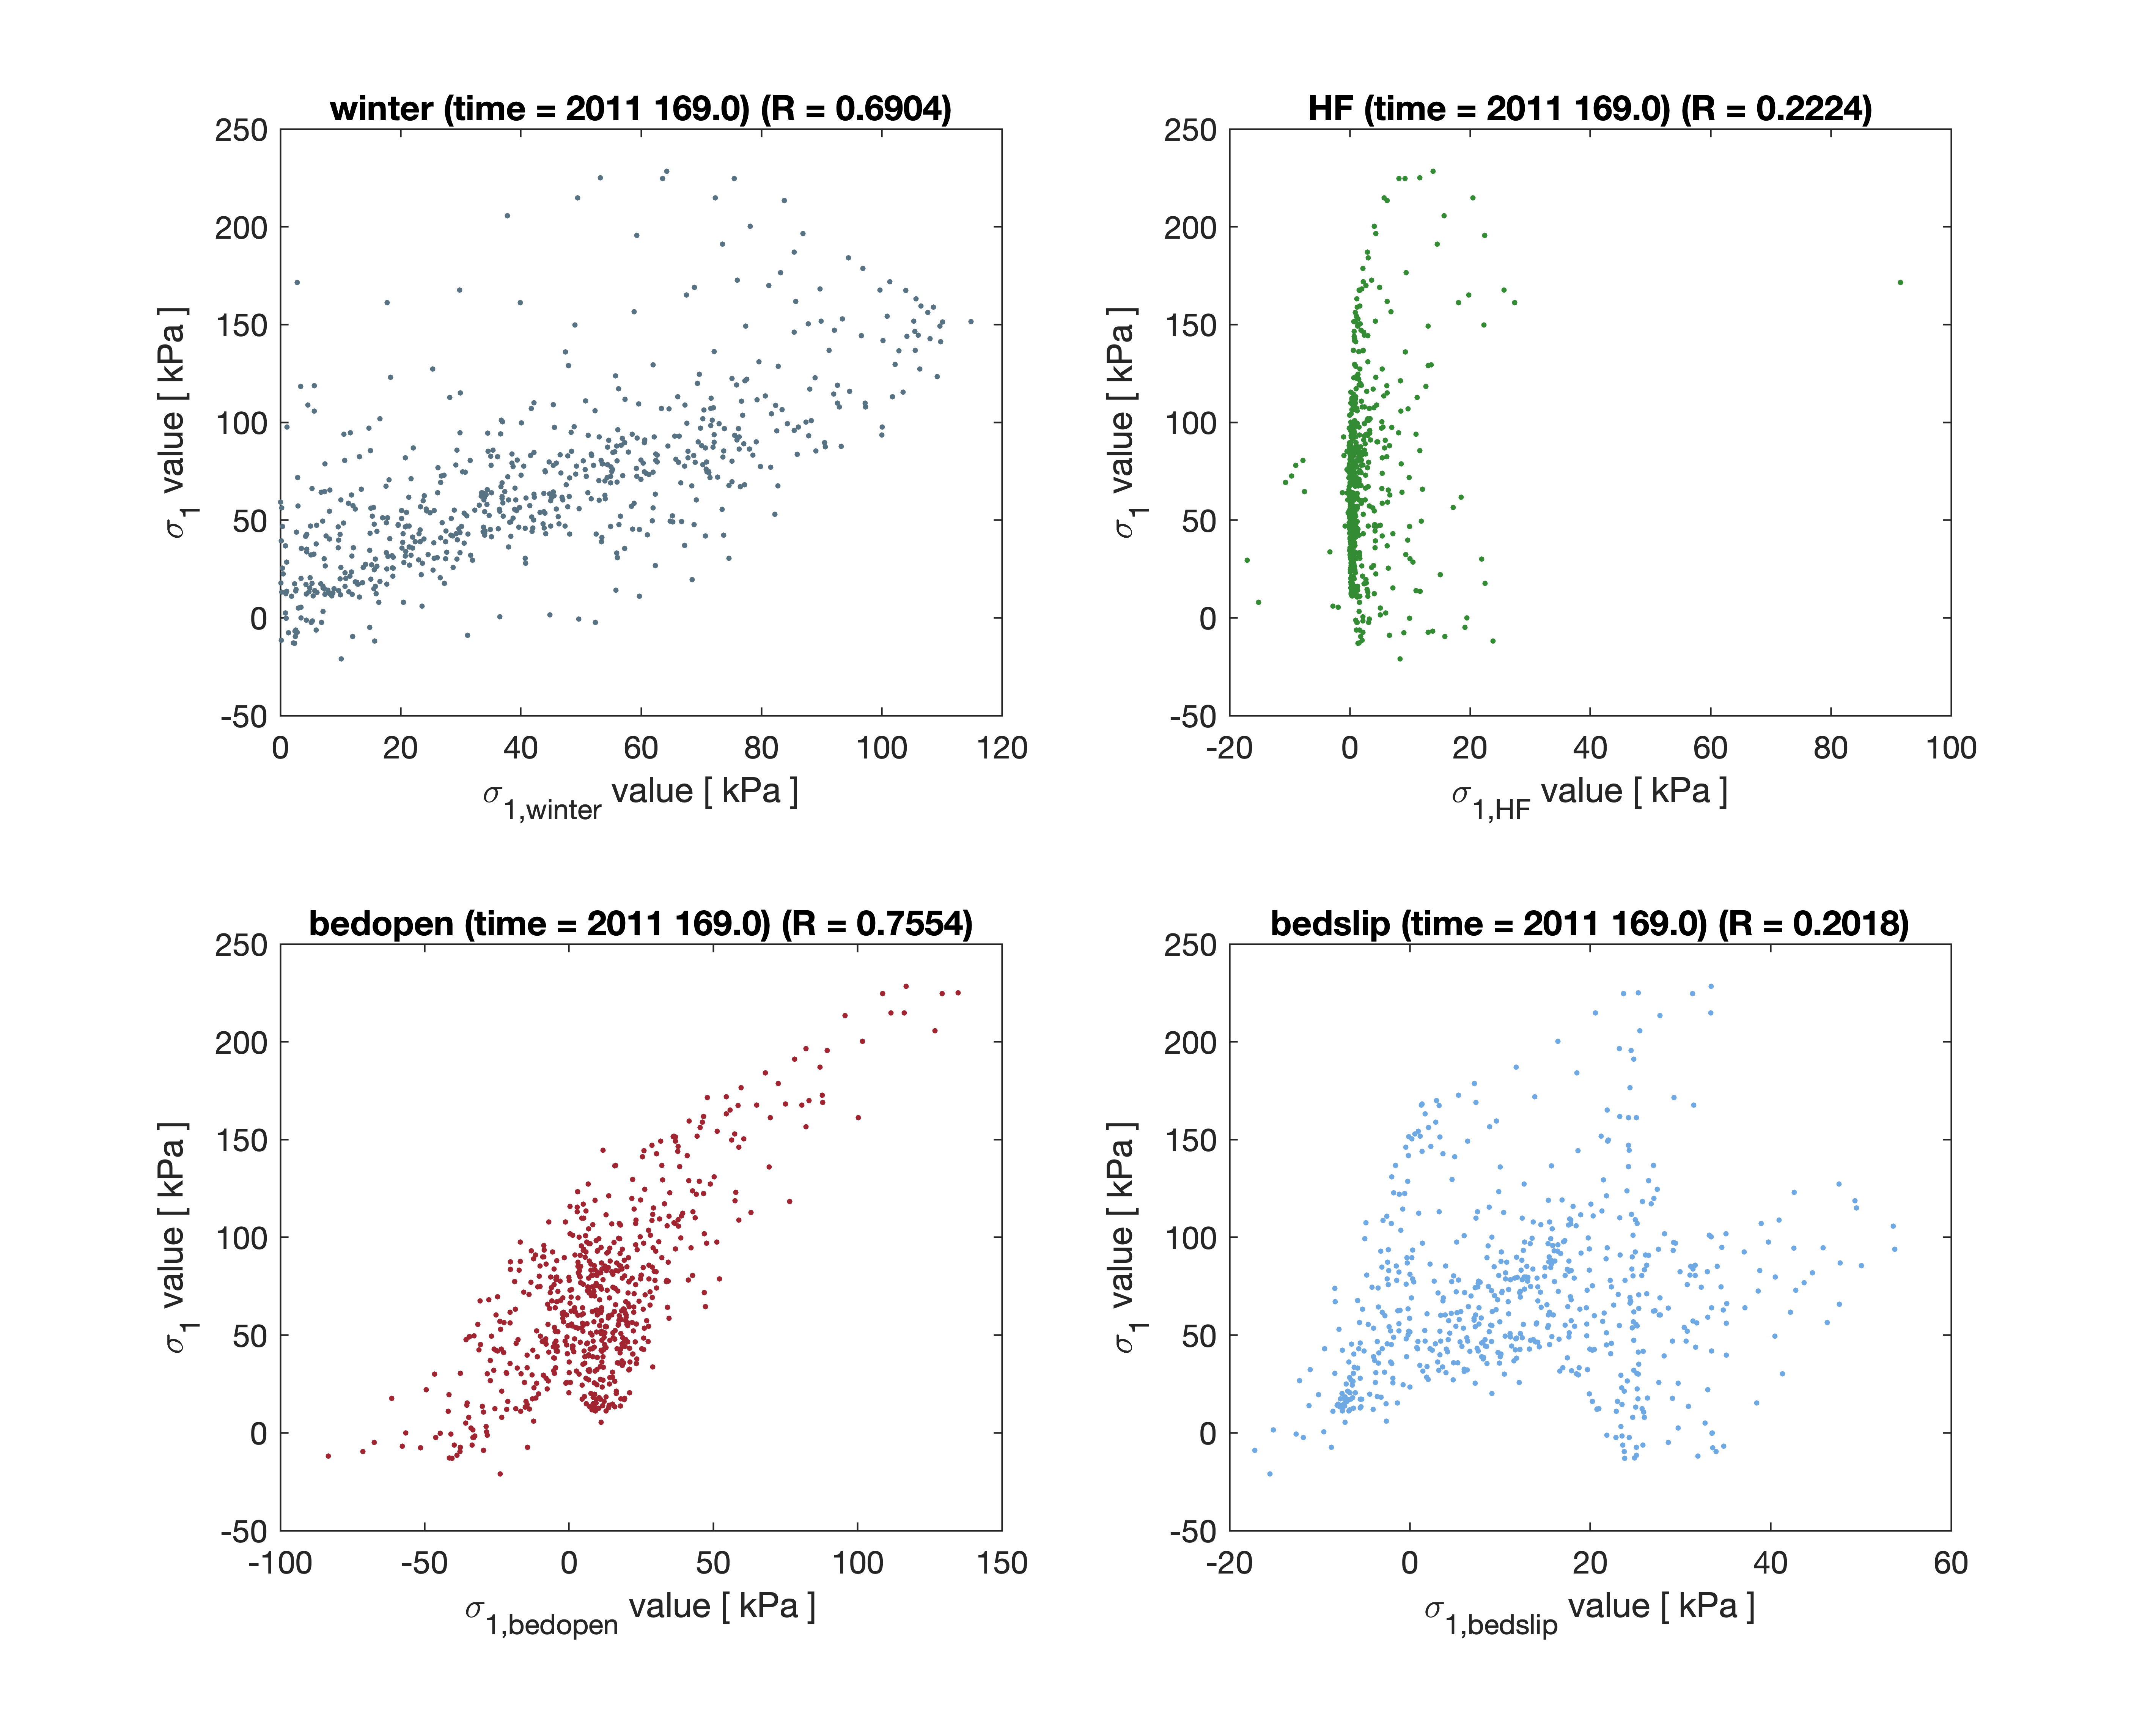 winter (time = 2011 169.0) (R = 0.6904)
250
200
150
100
50
0
-50
σ1 value [ kPa ]
0 20 40 60 80 100 120
σ1,winter value [ kPa ]
HF (time = 2011 169.0) (R = 0.2224)
250
200
150
100
50
0
-50
σ1 value [ kPa ]
-20 0 20 40 60 80 100
σ1,HF value [ kPa ]
bedopen (time = 2011 169.0) (R = 0.7554)
250
200
150
100
50
0
-50
σ1 value [ kPa ]
-100 -50 0 50 100 150
σ1,bedopen value [ kPa ]
bedslip (time = 2011 169.0) (R = 0.2018)
250
200
150
100
50
0
-50
σ1 value [ kPa ]
-20 0 20 40 60
σ1,bedslip value [ kPa ]